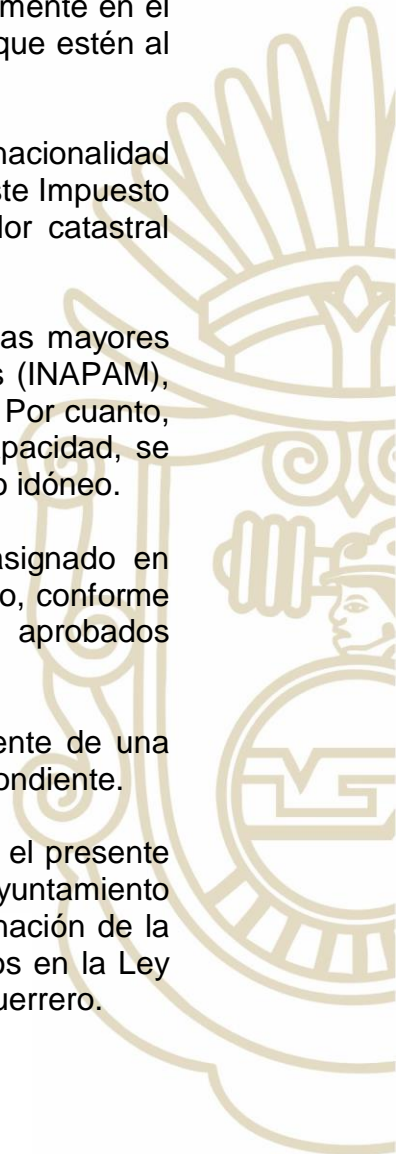 mente en el
que estén al
nacionalidad
ste Impuesto
lor catastral
as mayores
s (INAPAM),
Por cuanto,
pacidad, se
o idóneo.
asignado en
o, conforme
aprobados
ente de una
ondiente.
el presente
yuntamiento
nación de la
os en la Ley
uerrero.